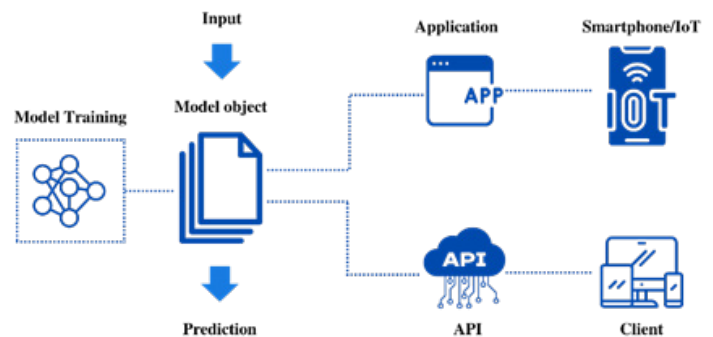 Input
Application
Smartphone/IoT
Model object
Model Training
APP
IOT
API
Prediction
API
Client